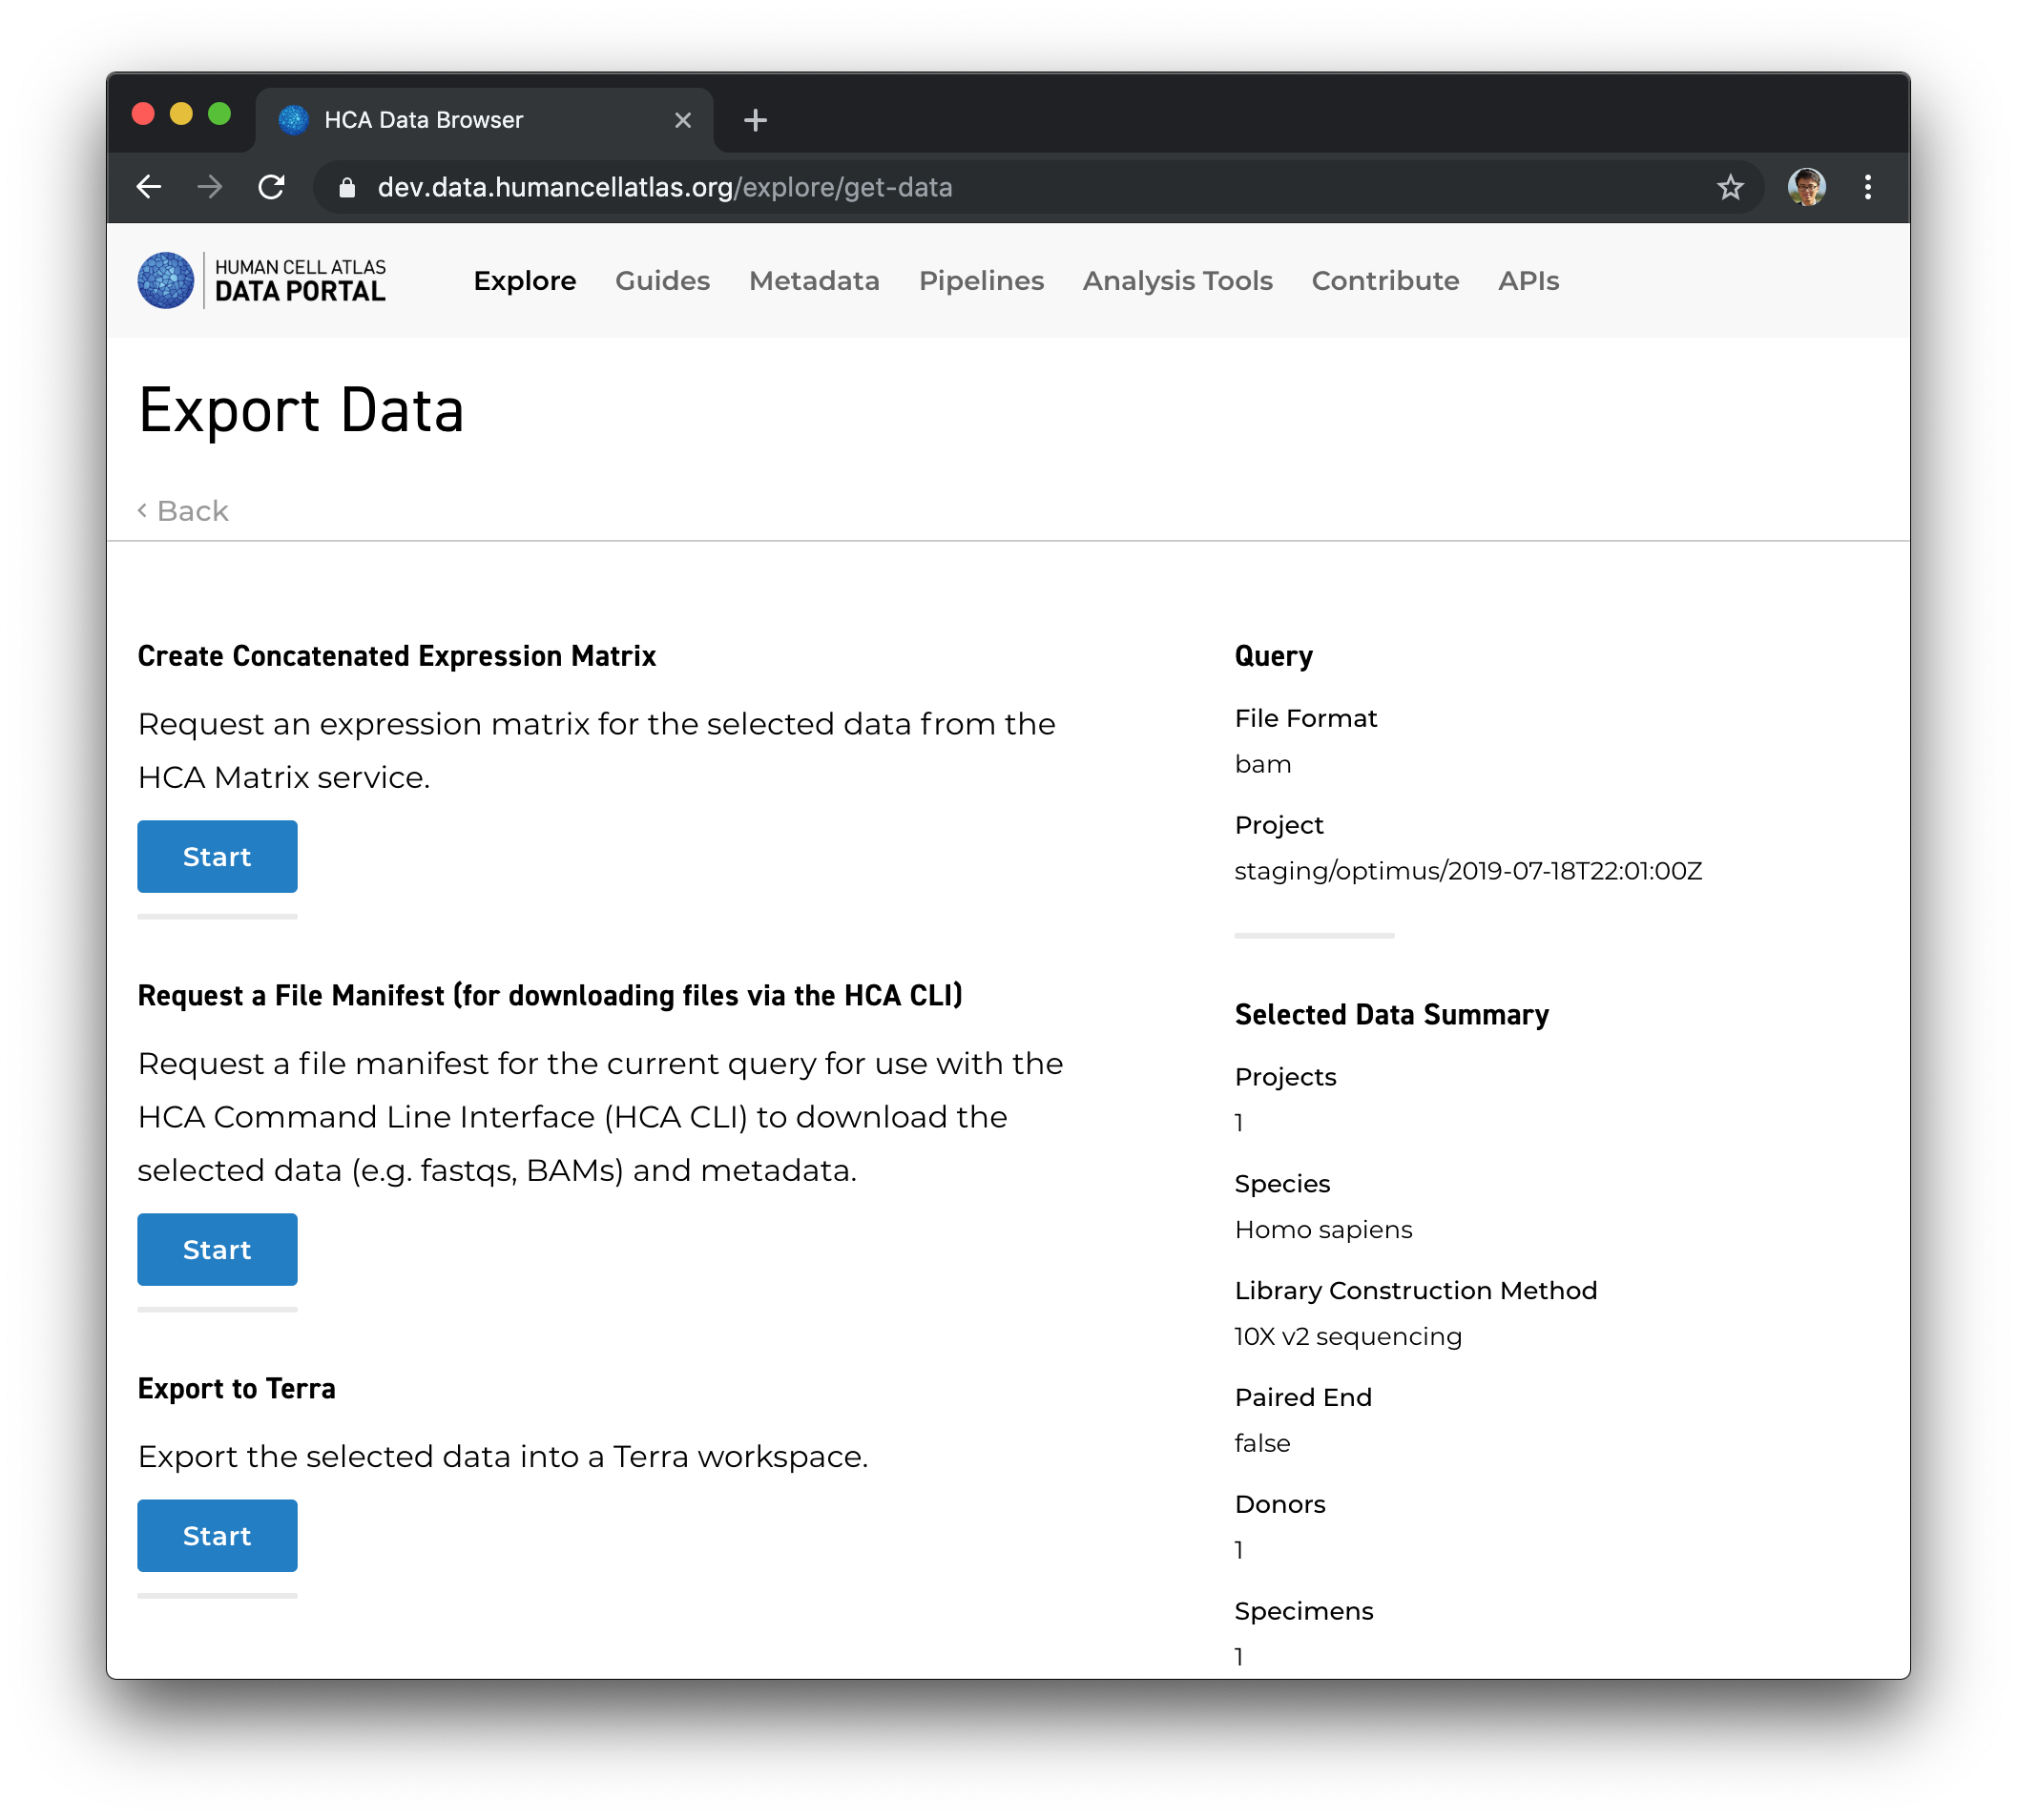 HCA Data Browser
dev.data.humancellatlas.org/explore/get-data
HUMAN CELL ATLAS
DATA PORTAL
Explore
Guides
Metadata
Pipelines
Analysis Tools
Contribute
APIs
Export Data
Back
Create Concatenated Expression Matrix
Request an expression matrix for the selected data from the
HCA Matrix service.
Start
Request a File Manifest (for downloading files via the HCA CLI)
Request a file manifest for the current query for use with the
HCA Command Line Interface (HCA CLI) to download the
selected data (e.g. fastqs, BAMs) and metadata.
Start
Export to Terra
Export the selected data into a Terra workspace.
Start
Query
File Format
bam
Project
staging/optimus/2019-07-18T22:01:00Z
Selected Data Summary
Projects
1
Species
Homo sapiens
Library Construction Method
10X v2 sequencing
Paired End
false
Donors
1
Specimens
1